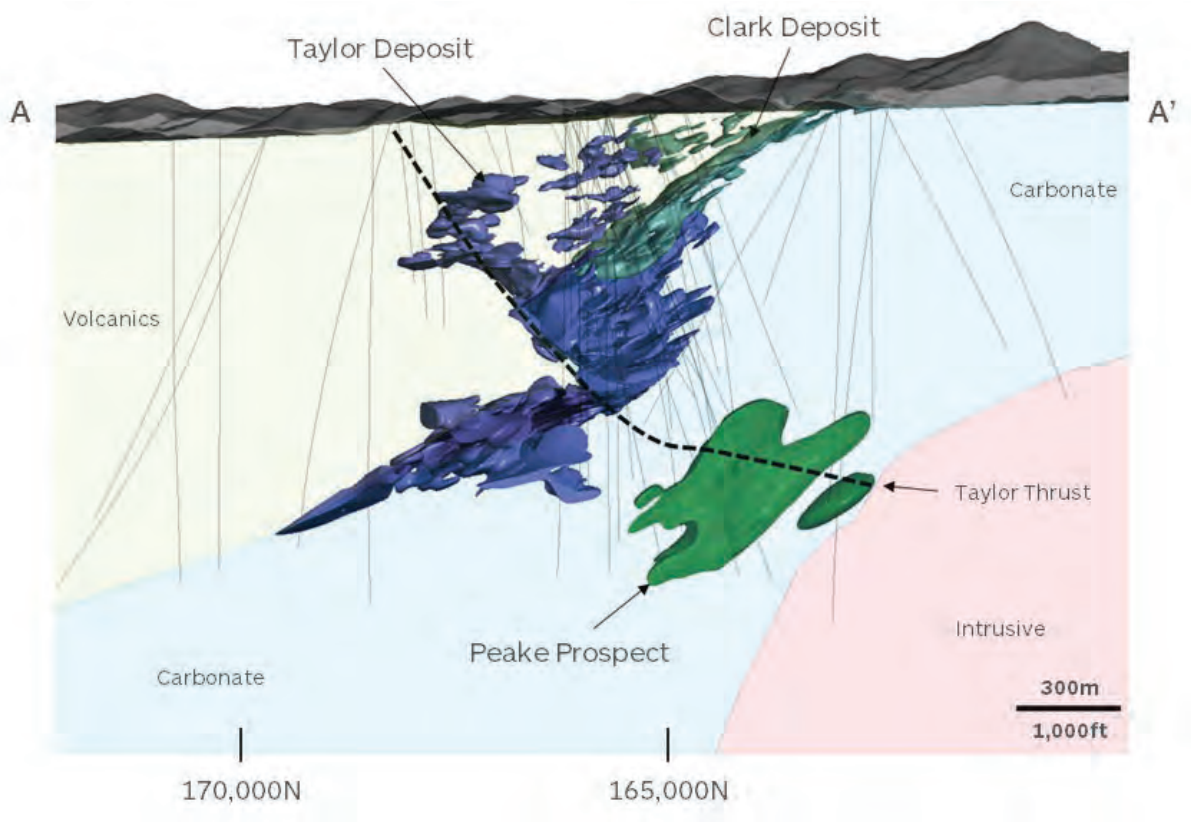 Taylor Deposit
Clark Deposit
A
A'
Carbonate
Volcanics
Taylor Thrust
Intrusive
Peake Prospect
Carbonate
300m
1,000ft
170,000N
165,000N